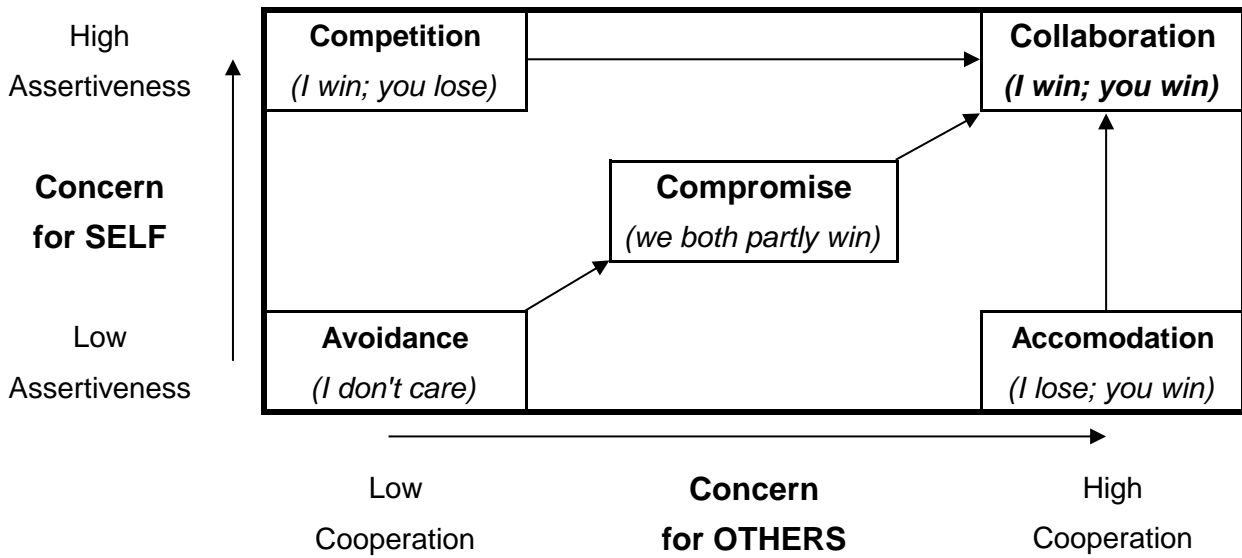 High
Assertiveness
Competition
(I win; you lose)
Collaboration
(I win; you win)
Concern
for SELF
Compromise
(we both partly win)
Low
Assertiveness
Avoidance
(I don't care)
Accomodation
(I lose; you win)
Low
Cooperation
Concern
for OTHERS
High
Cooperation